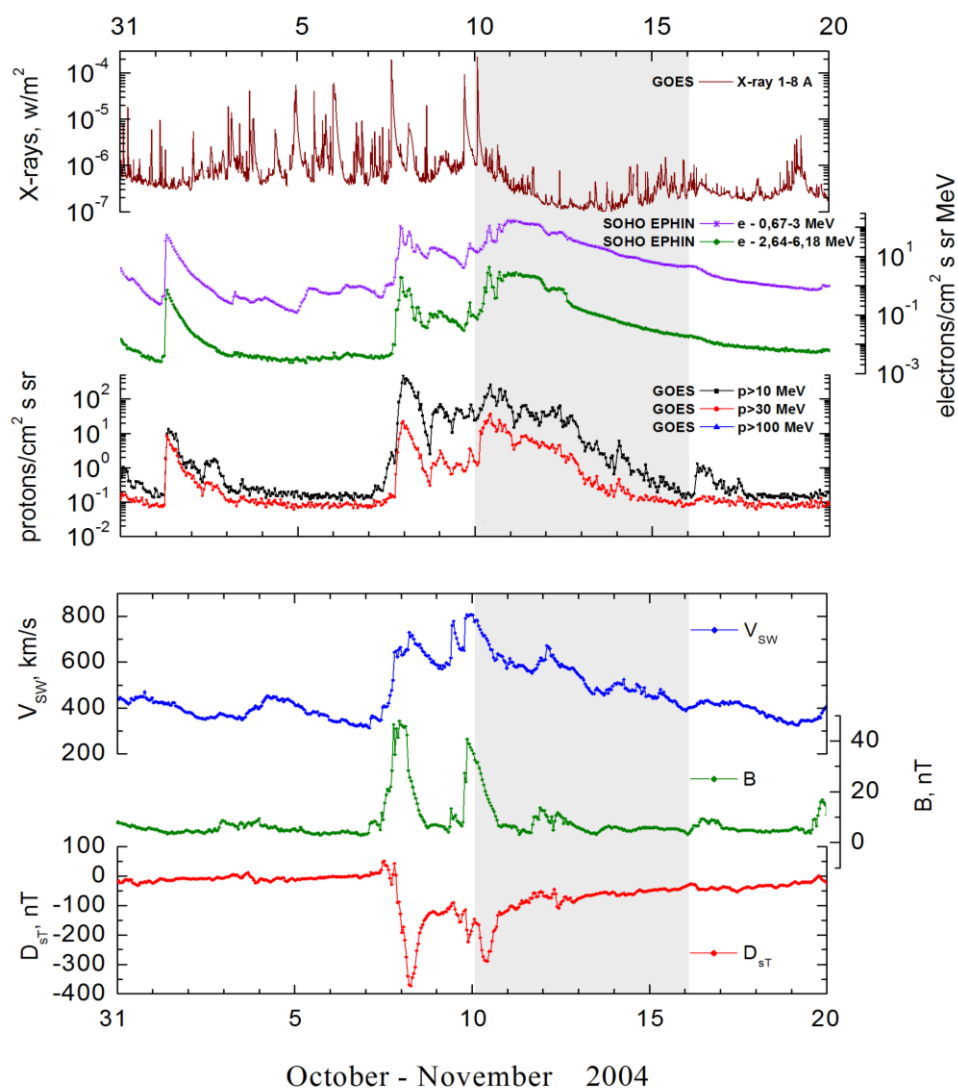 31 5 10 15 20
X-rays, w/m²
10⁻⁴
10⁻⁵
10⁻⁶
10⁻⁷
GOES X-ray 1-8 A
SOHO EPHIN e - 0,67-3 MeV
SOHO EPHIN e - 2,64-6,18 MeV
10¹
10⁻¹
10⁻³
electrons/cm² s sr MeV
protons/cm² s sr
10²
10¹
10⁰
10⁻¹
10⁻²
GOES p>10 MeV
GOES p>30 MeV
GOES p>100 MeV
V_SW, km/s
800
600
400
200
V_SW
40
20
0
B, nT
B
D_sT, nT
100
0
-100
-200
-300
-400
D_sT
31 5 10 15 20
October - November 2004